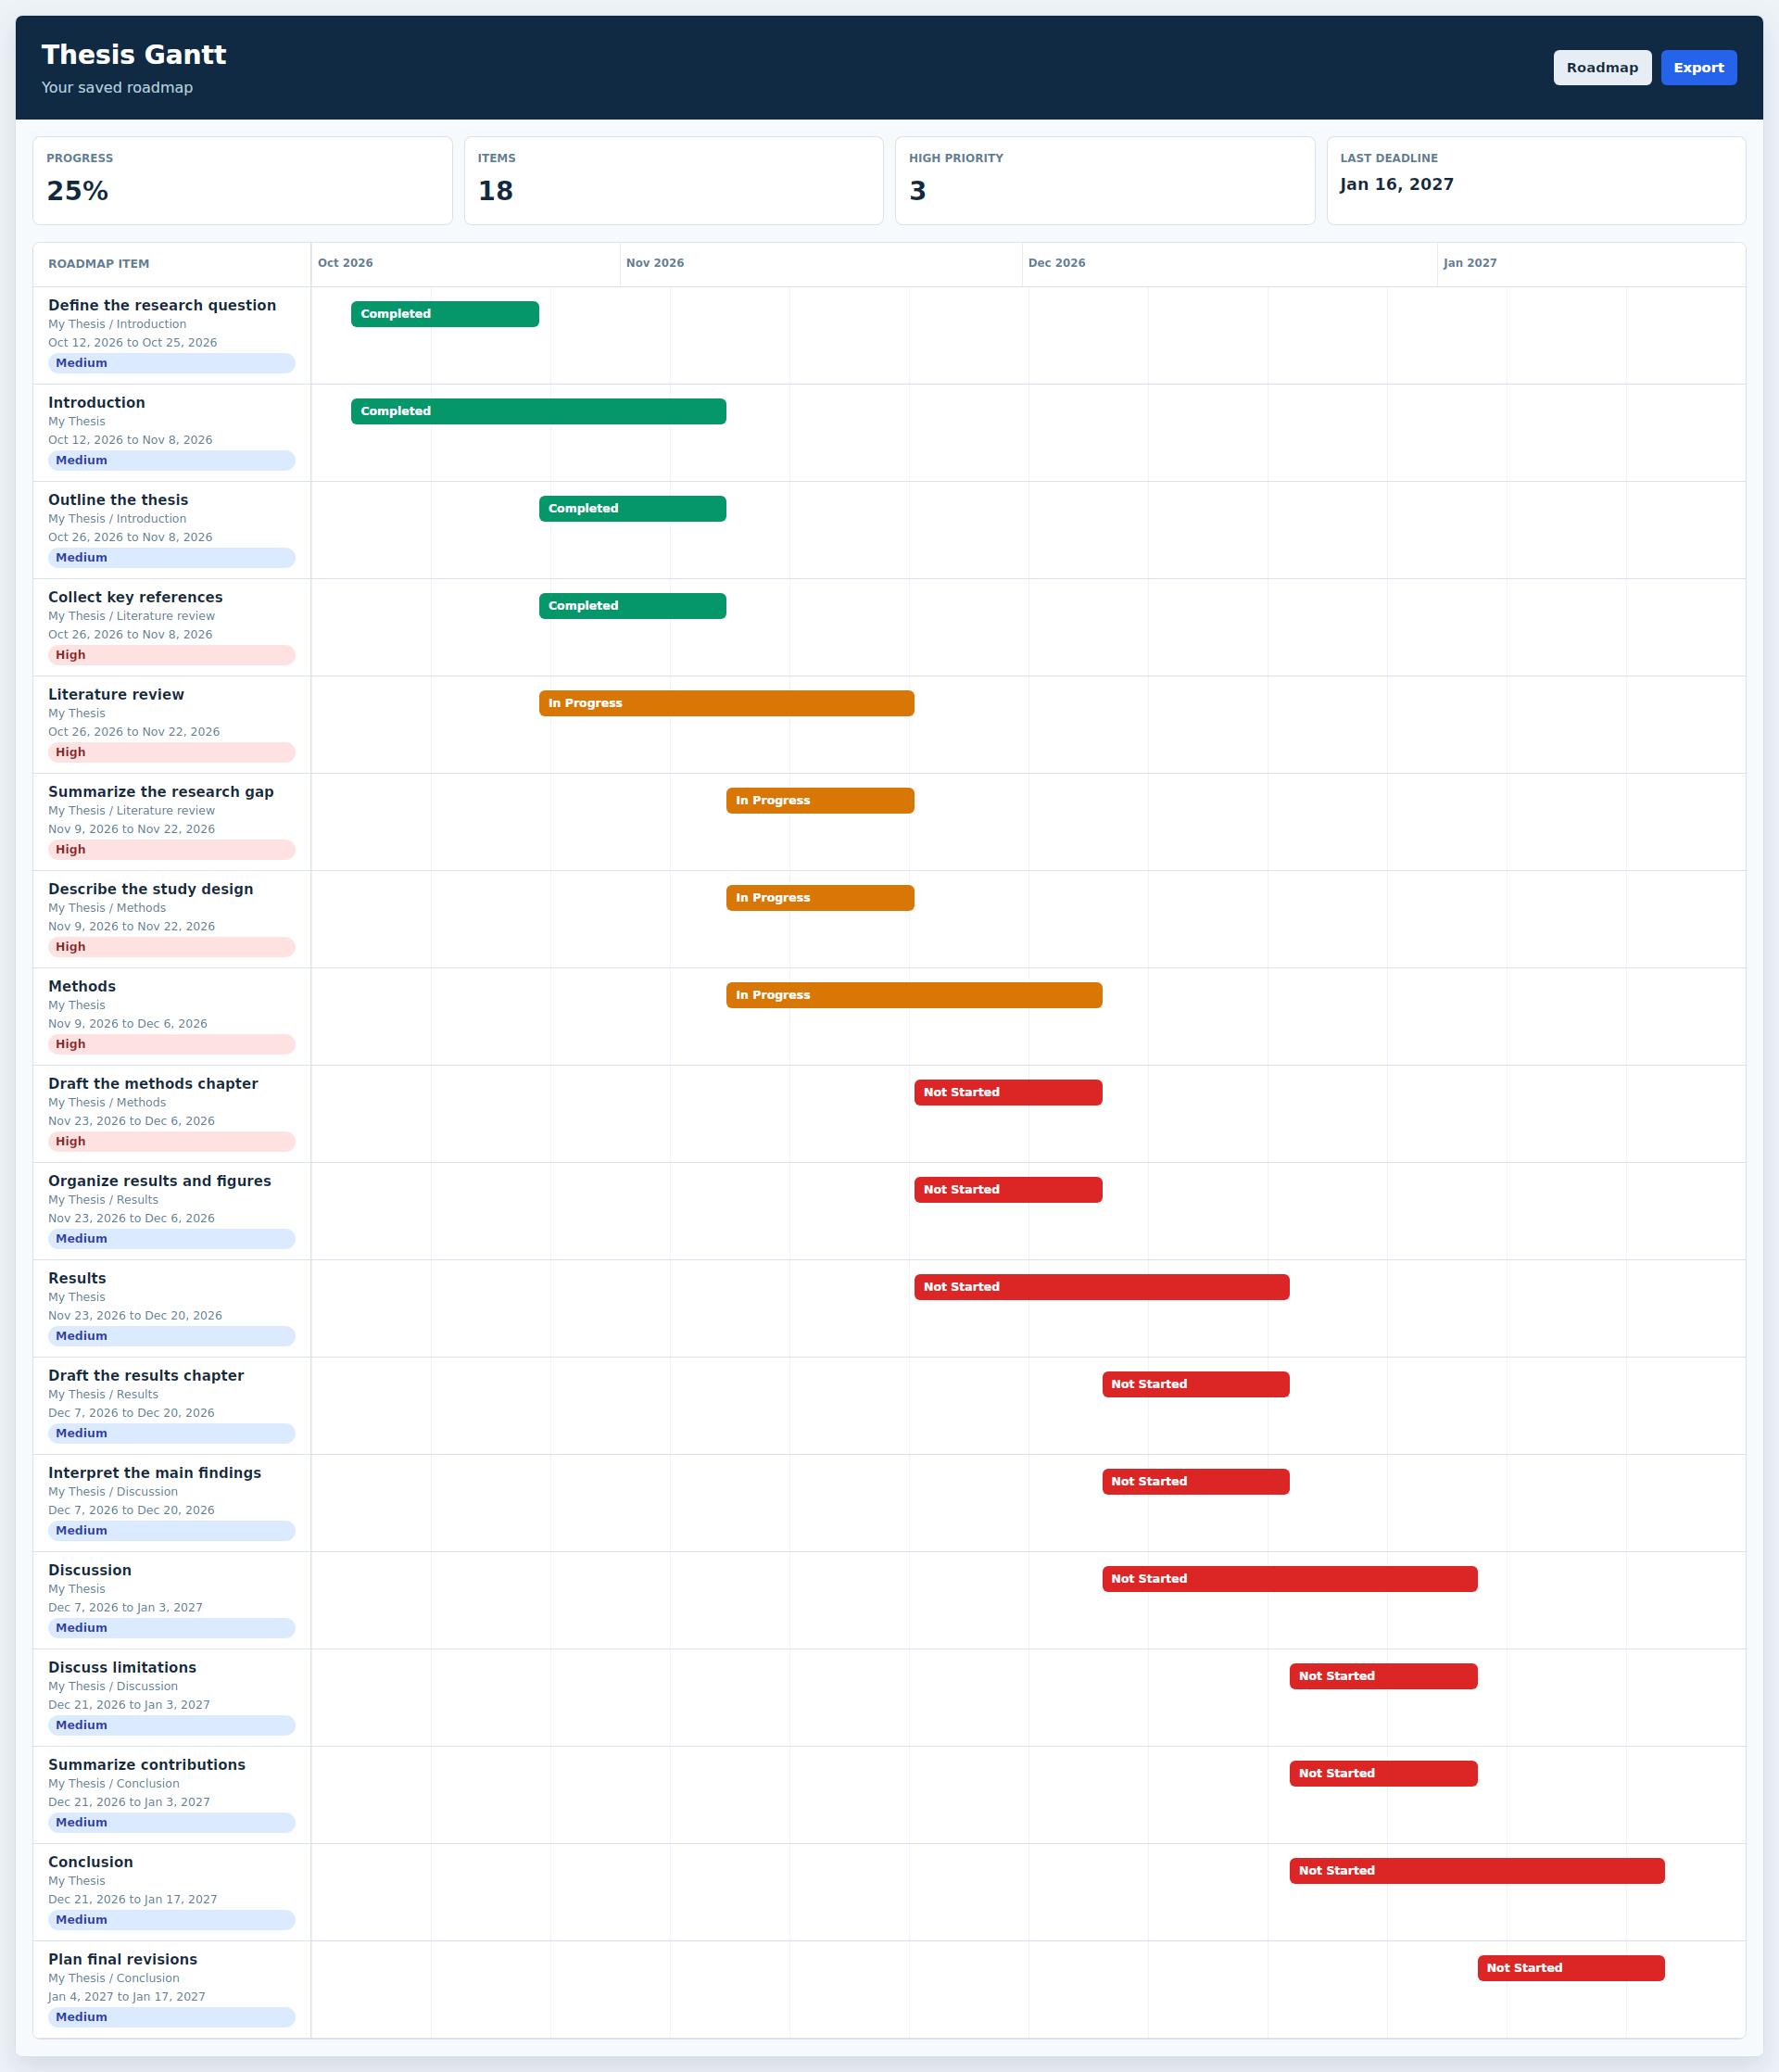 Thesis Gantt
Your saved roadmap
Roadmap
Export
PROGRESS
25%
ITEMS
18
HIGH PRIORITY
3
LAST DEADLINE
Jan 16, 2027
ROADMAP ITEM
Oct 2026
Nov 2026
Dec 2026
Jan 2027
Define the research question
My Thesis / Introduction
Oct 12, 2026 to Oct 25, 2026
Medium
Completed
Introduction
My Thesis
Oct 12, 2026 to Nov 8, 2026
Medium
Completed
Outline the thesis
My Thesis / Introduction
Oct 26, 2026 to Nov 8, 2026
Medium
Completed
Collect key references
My Thesis / Literature review
Oct 26, 2026 to Nov 8, 2026
High
Completed
Literature review
My Thesis
Oct 26, 2026 to Nov 22, 2026
High
In Progress
Summarize the research gap
My Thesis / Literature review
Nov 9, 2026 to Nov 22, 2026
High
In Progress
Describe the study design
My Thesis / Methods
Nov 9, 2026 to Nov 22, 2026
High
In Progress
Methods
My Thesis
Nov 9, 2026 to Dec 6, 2026
High
In Progress
Draft the methods chapter
My Thesis / Methods
Nov 23, 2026 to Dec 6, 2026
High
Not Started
Organize results and figures
My Thesis / Results
Nov 23, 2026 to Dec 6, 2026
Medium
Not Started
Results
My Thesis
Nov 23, 2026 to Dec 20, 2026
Medium
Not Started
Draft the results chapter
My Thesis / Results
Dec 7, 2026 to Dec 20, 2026
Medium
Not Started
Interpret the main findings
My Thesis / Discussion
Dec 7, 2026 to Dec 20, 2026
Medium
Not Started
Discussion
My Thesis
Dec 7, 2026 to Jan 3, 2027
Medium
Not Started
Discuss limitations
My Thesis / Discussion
Dec 21, 2026 to Jan 3, 2027
Medium
Not Started
Summarize contributions
My Thesis / Conclusion
Dec 21, 2026 to Jan 3, 2027
Medium
Not Started
Conclusion
My Thesis
Dec 21, 2026 to Jan 17, 2027
Medium
Not Started
Plan final revisions
My Thesis / Conclusion
Jan 4, 2027 to Jan 17, 2027
Medium
Not Started